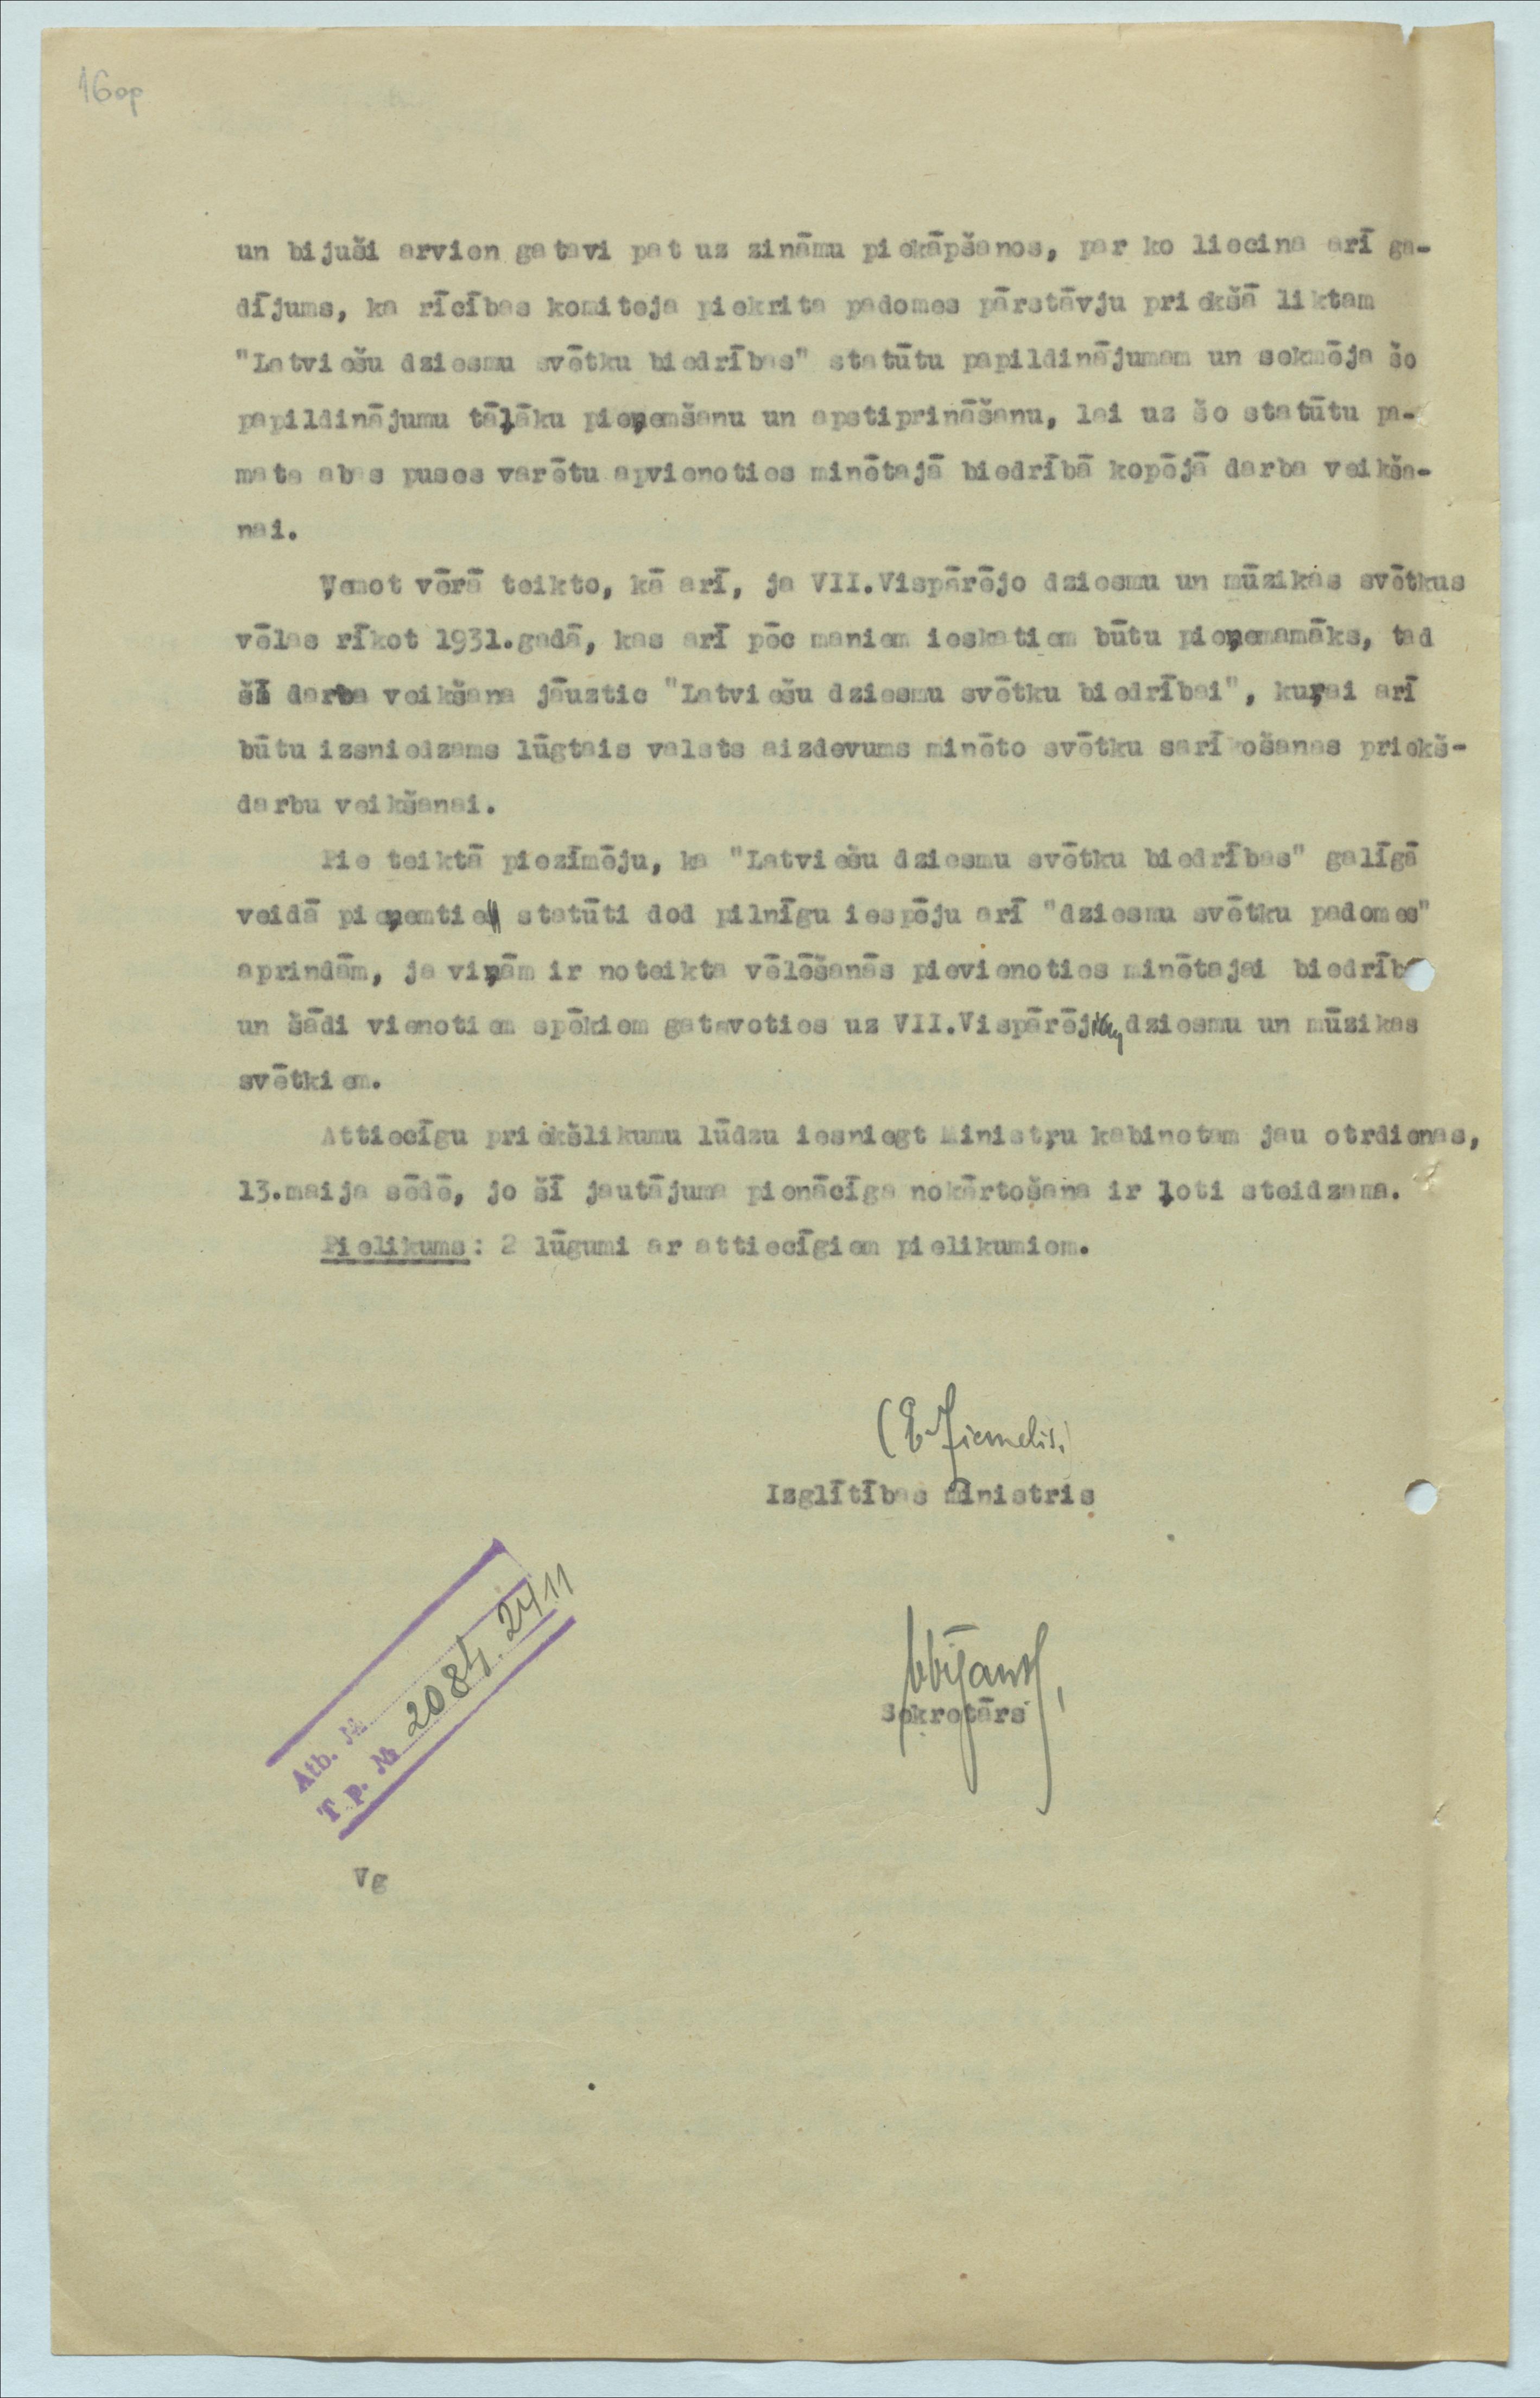 16op
un bijuši arvien gatavi pat uz zināmu piekāpšanos, par ko liecina arī ga-
dījums, ka rīcības komiteja piekrita padomes pārstāvju priekšā liktam
"Latviešu dziesmu svētku biedrības" statūtu papildinājumam un sekmēja šo
papildinājumu tāļāku pieņemšanu un apstiprināšanu, lai uz šo statūtu pa-
mata abas puses varētu apvienoties minētajā biedrībā kopējā darba veikša-
nai.
Ņemot vērā teikto, kā arī, ja VII.Vispārējo dziesmu un mūzikas svētkus
vēlas rīkot 1931.gadā, kas arī pēc maniem ieskatiem būtu pieņemamāks, tad
šī darba veikšana jāuztic "Latviešu dziesmu svētku biedrībai", kuŗai arī
būtu izsniedzams lūgtais valsts aizdevums minēto svētku sarīkošanas priekš-
darbu veikšanai.
Pie teiktā piezīmēju, ka "Latviešu dziesmu svētku biedrības" galīgā
veidā pieņemtie statūti dod pilnīgu iespēju arī "dziesmu svētku padomes"
aprindām, ja viņām ir noteikta vēlēšanās pievienoties minētajai biedrīb
un šādi vienotiem spēkiem gatavoties uz VII.Vispārējiem dziesmu un mūzikas
svētkiem.
Attiecīgu priekšlikumu lūdzu iesniegt Ministŗu kabinetam jau otrdienas,
13.maija sēdē, jo šī jautājuma pienācīga nokārtošana ir ļoti steidzama.
Pielikums: 2 lūgumi ar attiecīgiem pielikumiem.
(E. Ziemelis.)
Izglītības ministris
Sekretārs
Atb. №
T. p. № 2084. 24/11
Vg